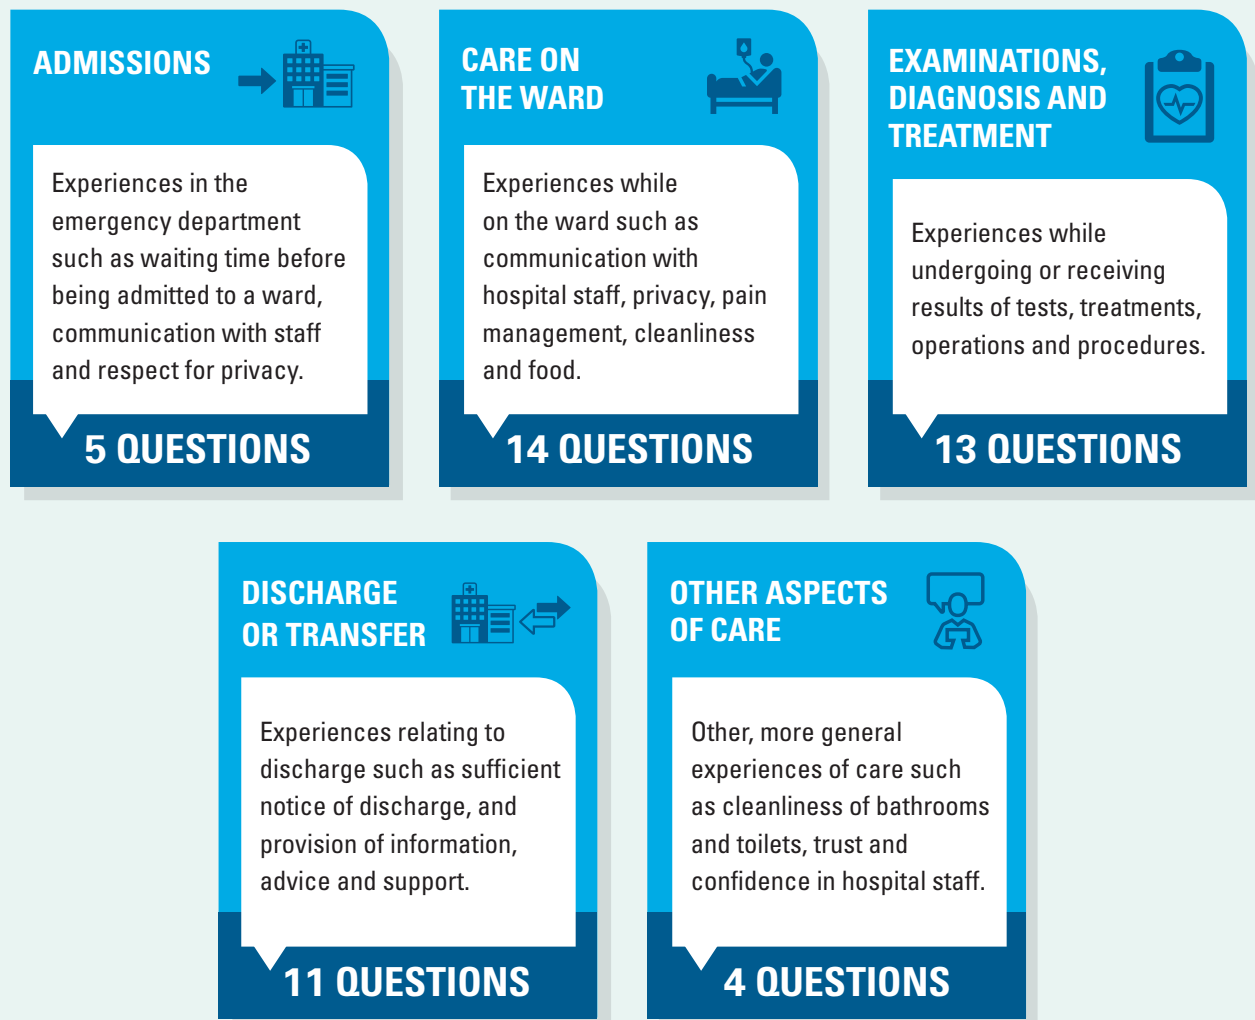 ADMISSIONS
Experiences in the
emergency department
such as waiting time before
being admitted to a ward,
communication with staff
and respect for privacy.
5 QUESTIONS
CARE ON
THE WARD
Experiences while
on the ward such as
communication with
hospital staff, privacy, pain
management, cleanliness
and food.
14 QUESTIONS
EXAMINATIONS,
DIAGNOSIS AND
TREATMENT
Experiences while
undergoing or receiving
results of tests, treatments,
operations and procedures.
13 QUESTIONS
DISCHARGE
OR TRANSFER
Experiences relating to
discharge such as sufficient
notice of discharge, and
provision of information,
advice and support.
11 QUESTIONS
OTHER ASPECTS
OF CARE
Other, more general
experiences of care such
as cleanliness of bathrooms
and toilets, trust and
confidence in hospital staff.
4 QUESTIONS